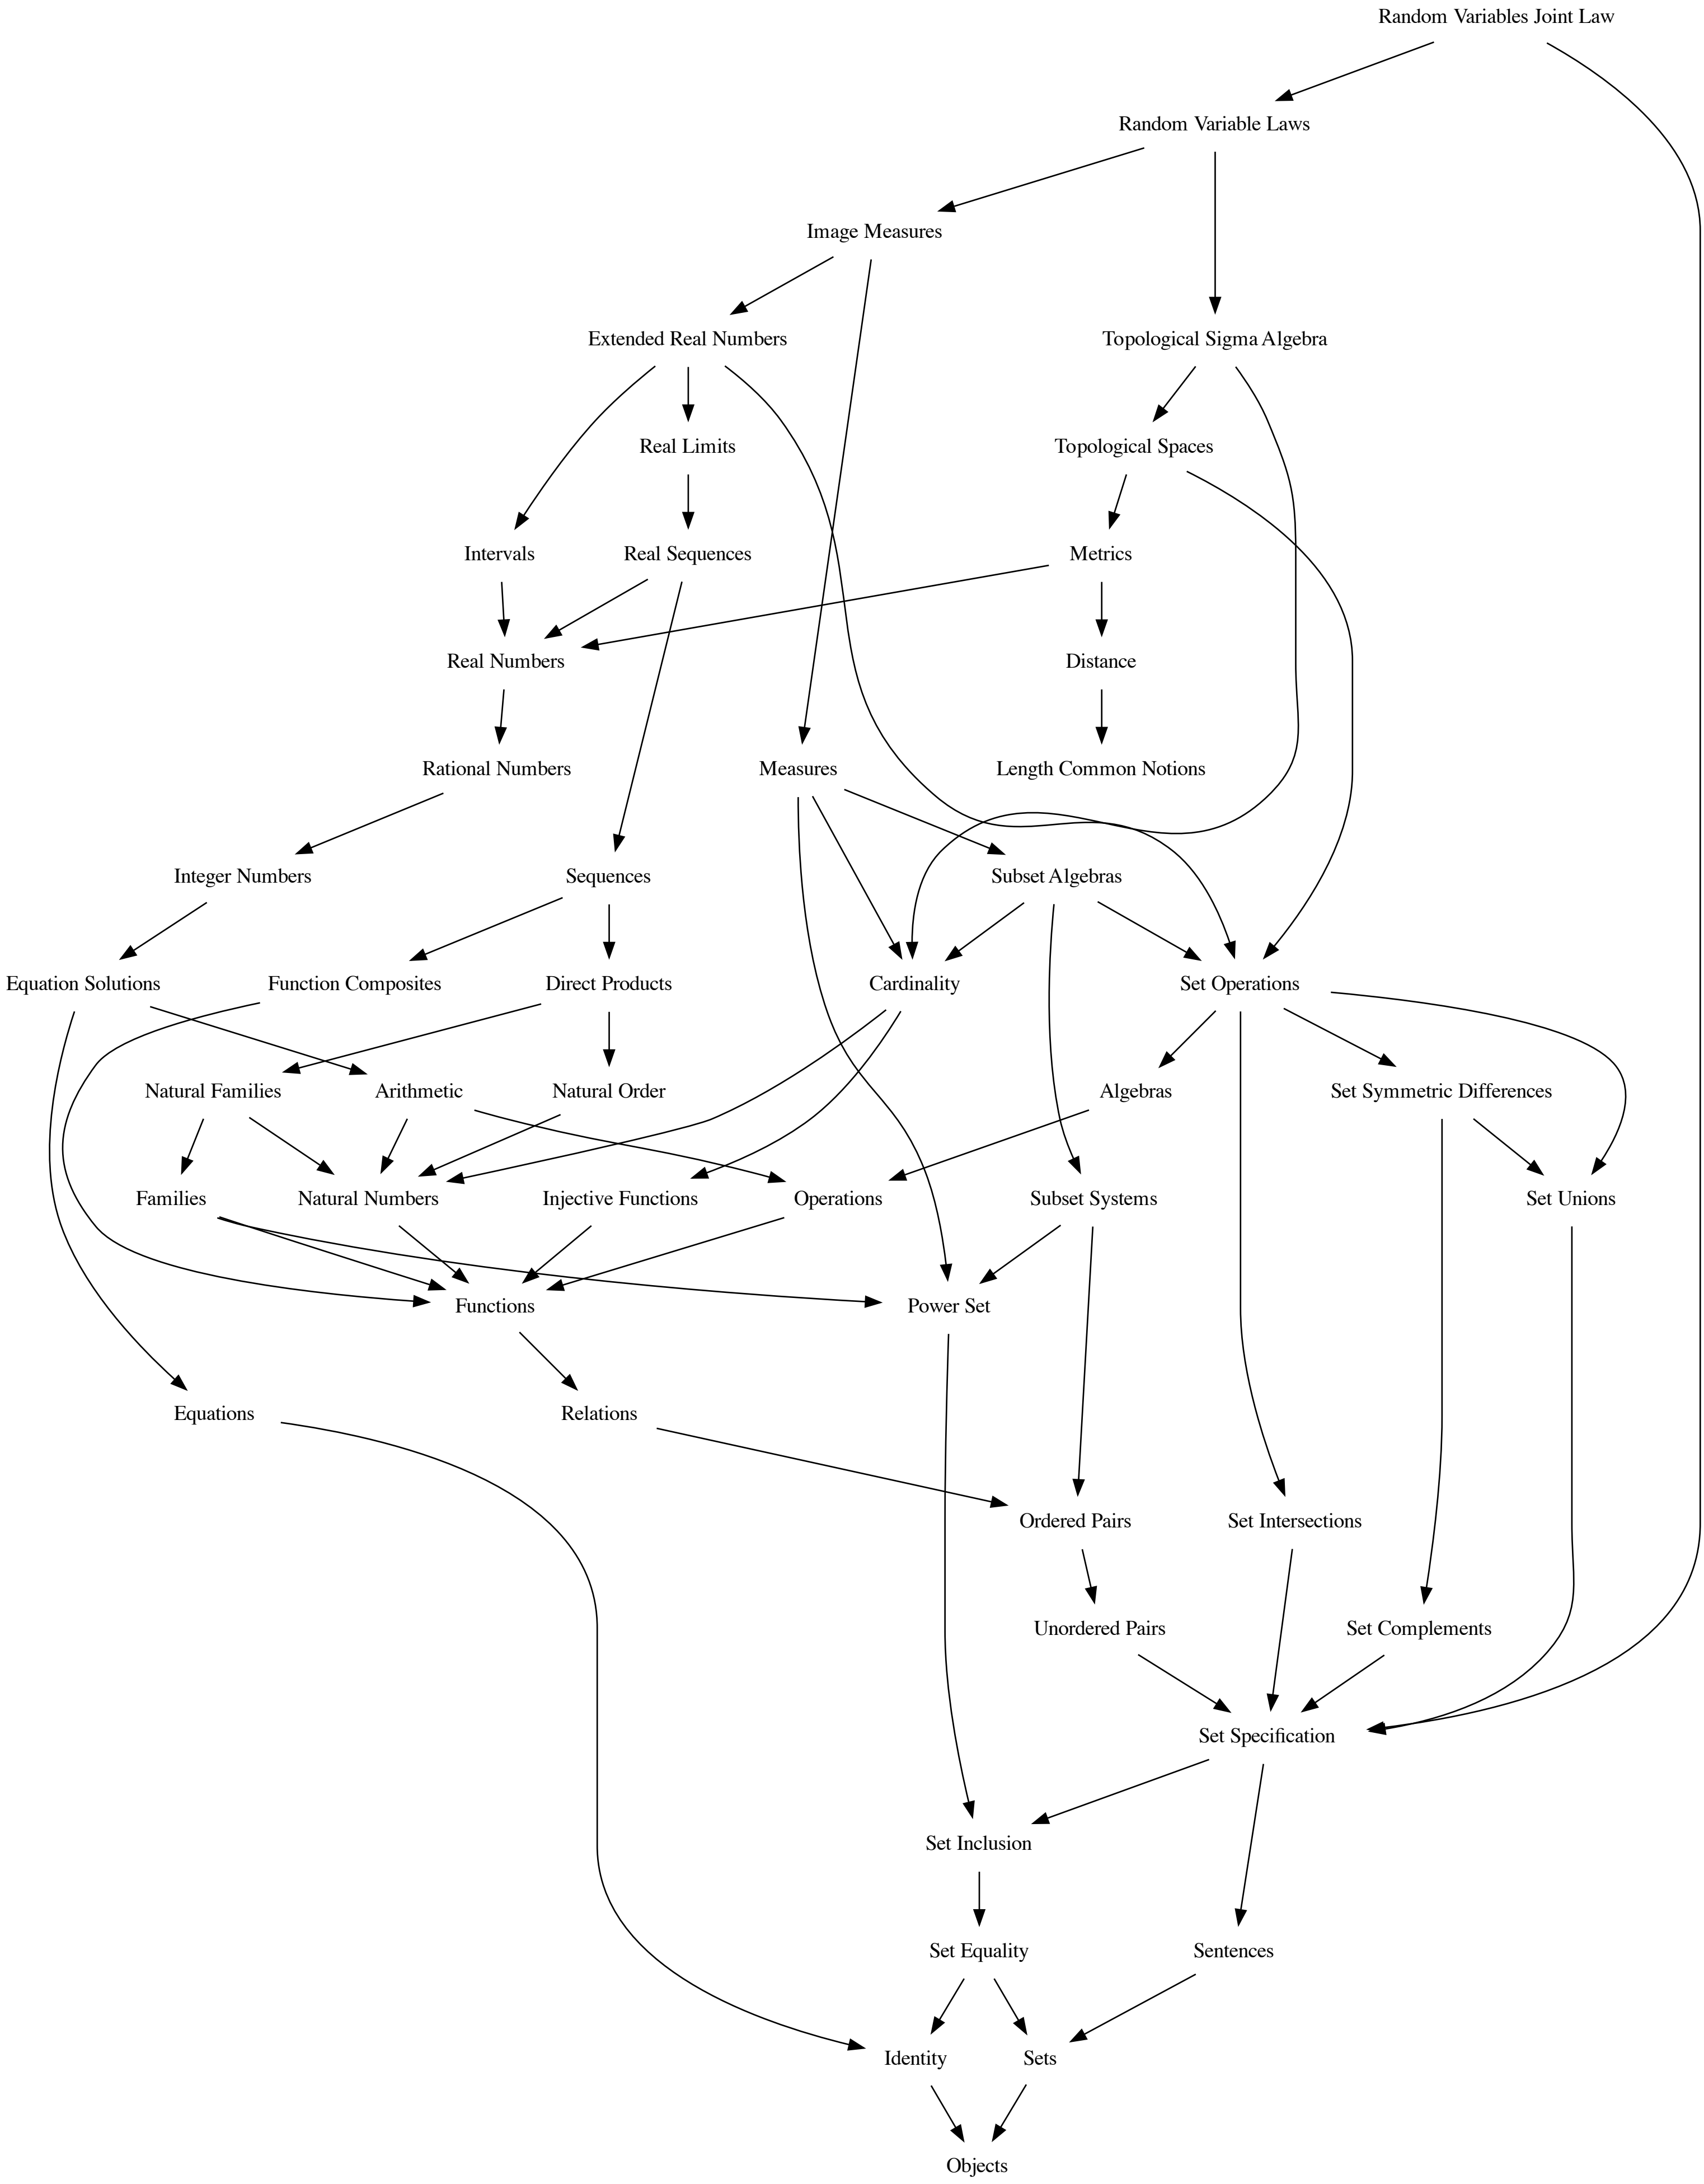 Random Variables Joint Law
Random Variable Laws
Image Measures
Extended Real Numbers
Topological Sigma Algebra
Real Limits
Topological Spaces
Intervals
Real Sequences
Metrics
Real Numbers
Distance
Rational Numbers
Measures
Length Common Notions
Integer Numbers
Sequences
Subset Algebras
Equation Solutions
Function Composites
Direct Products
Cardinality
Set Operations
Natural Families
Arithmetic
Natural Order
Algebras
Set Symmetric Differences
Families
Natural Numbers
Injective Functions
Operations
Subset Systems
Set Unions
Functions
Power Set
Equations
Relations
Ordered Pairs
Set Intersections
Unordered Pairs
Set Complements
Set Specification
Set Inclusion
Set Equality
Sentences
Identity
Sets
Objects